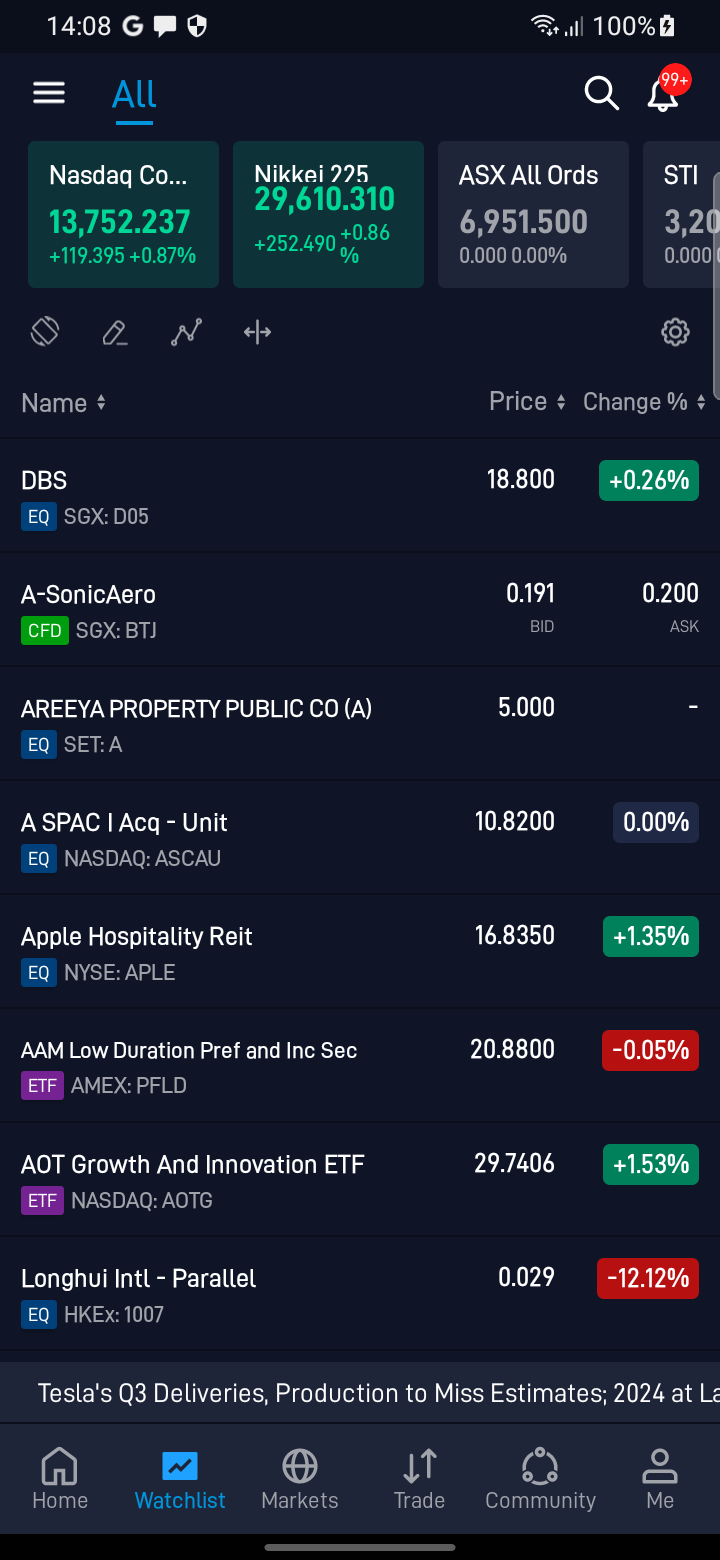 14:08 G 100%
All 99+
Nasdaq Co...
13,752.237
+119.395 +0.87%
Nikkei 225
29,610.310
+252.490 +0.86
%
ASX All Ords
6,951.500
0.000 0.00%
STI
3,20
0.000
Name Price Change %
DBS 18.800 +0.26%
EQ SGX: D05
A-SonicAero 0.191 0.200
CFD SGX: BTJ BID ASK
AREEYA PROPERTY PUBLIC CO (A) 5.000 -
EQ SET: A
A SPAC I Acq - Unit 10.8200 0.00%
EQ NASDAQ: ASCAU
Apple Hospitality Reit 16.8350 +1.35%
EQ NYSE: APLE
AAM Low Duration Pref and Inc Sec 20.8800 -0.05%
ETF AMEX: PFLD
AOT Growth And Innovation ETF 29.7406 +1.53%
ETF NASDAQ: AOTG
Longhui Intl - Parallel 0.029 -12.12%
EQ HKEx: 1007
Tesla's Q3 Deliveries, Production to Miss Estimates; 2024 at La
Home Watchlist Markets Trade Community Me